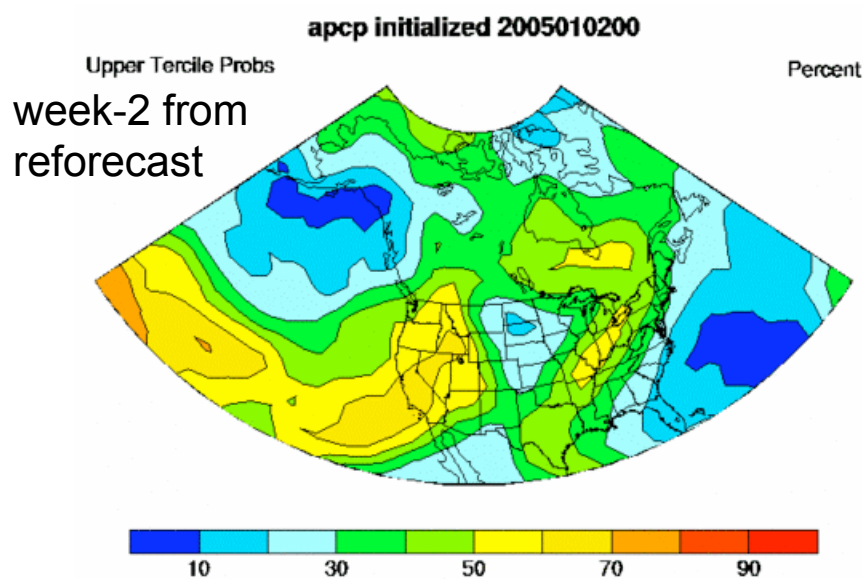 apcp initialized 2005010200
Upper Tercile Probs
Percent
week-2 from
reforecast
10 30 50 70 90